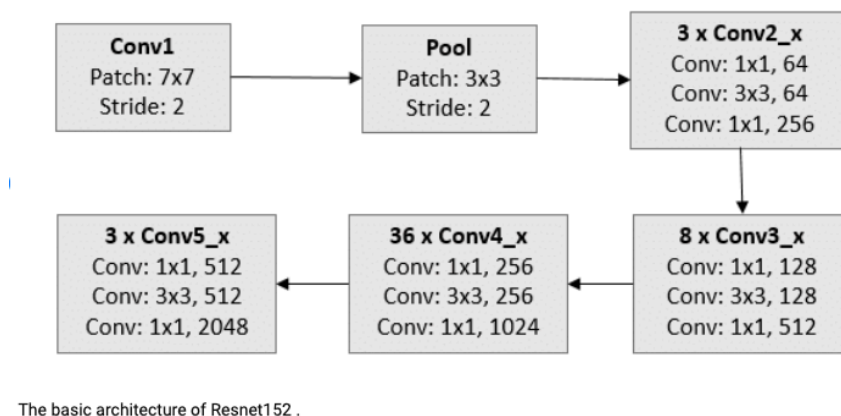 Conv1
Patch: 7x7
Stride: 2
Pool
Patch: 3x3
Stride: 2
3 x Conv2_x
Conv: 1x1, 64
Conv: 3x3, 64
Conv: 1x1, 256
8 x Conv3_x
Conv: 1x1, 128
Conv: 3x3, 128
Conv: 1x1, 512
36 x Conv4_x
Conv: 1x1, 256
Conv: 3x3, 256
Conv: 1x1, 1024
3 x Conv5_x
Conv: 1x1, 512
Conv: 3x3, 512
Conv: 1x1, 2048
The basic architecture of Resnet152 .